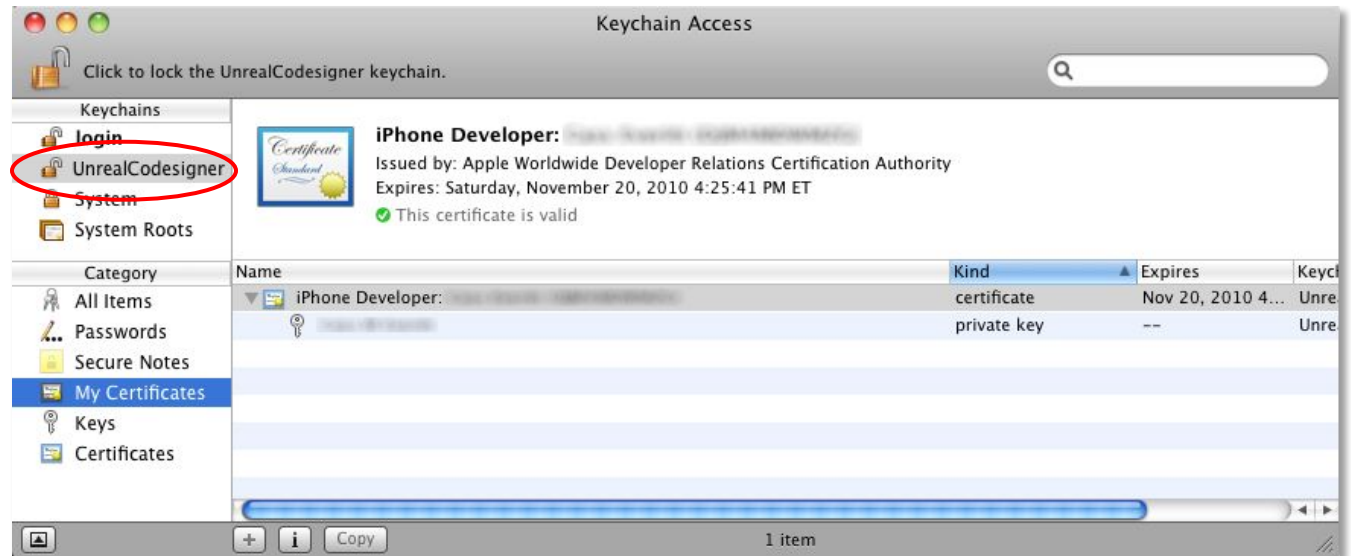 Keychain Access
Click to lock the UnrealCodesigner keychain.
Keychains
login
UnrealCodesigner
System
System Roots
Category
All Items
Passwords
Secure Notes
My Certificates
Keys
Certificates
Certificate
Standard
iPhone Developer:
Issued by: Apple Worldwide Developer Relations Certification Authority
Expires: Saturday, November 20, 2010 4:25:41 PM ET
This certificate is valid
Name Kind Expires Keych
iPhone Developer: certificate Nov 20, 2010 4... Unre
private key -- Unre
+ i Copy 1 item